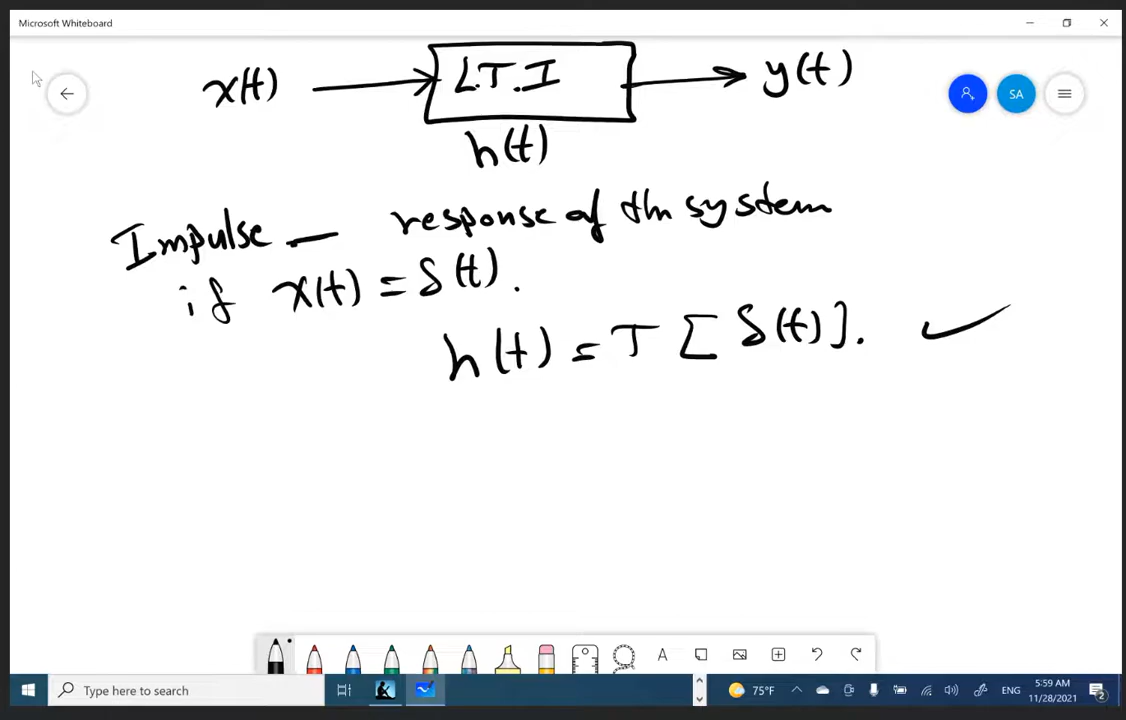 Microsoft Whiteboard
x(t) L.T.I y(t)
h(t)
SA
Impulse — response of the system
if x(t) = δ(t).
h(t) = T [ δ(t) ]. ✓
A
Type here to search
75°F
ENG
5:59 AM
11/28/2021
2